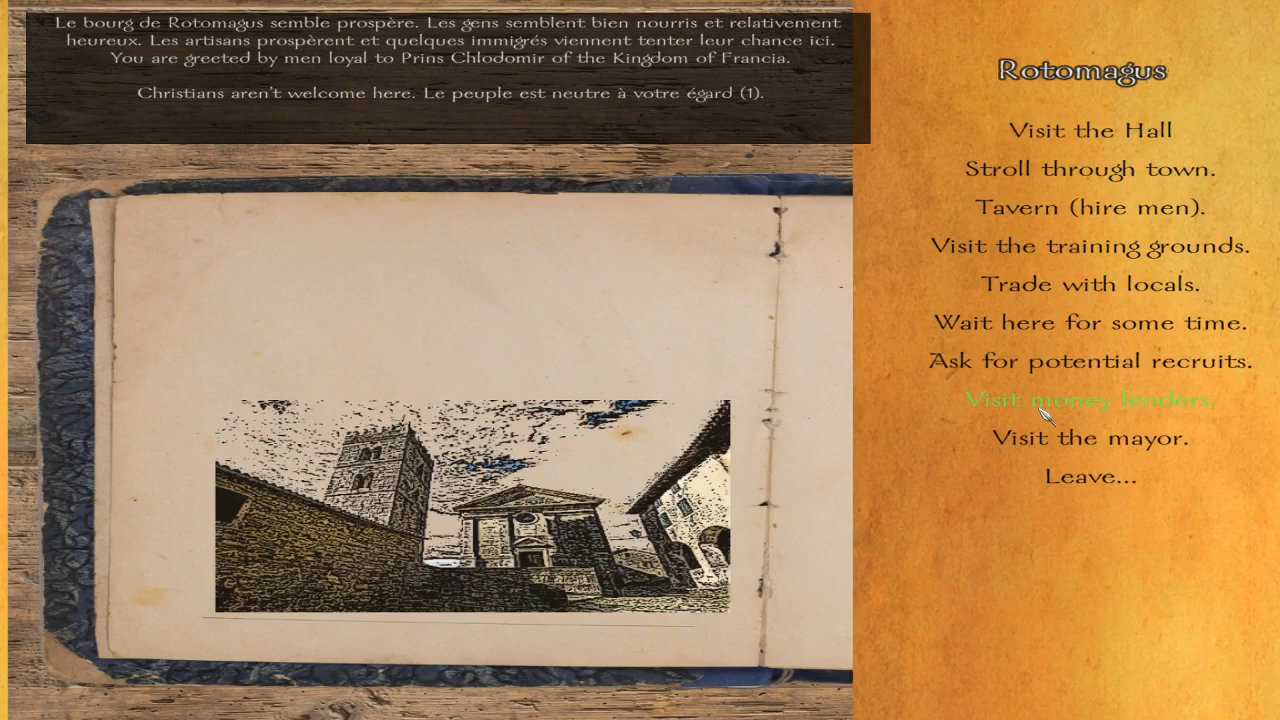 Le bourg de Rotomagus semble prospère. Les gens semblent bien nourris et relativement
heureux. Les artisans prospèrent et quelques immigrés viennent tenter leur chance ici.
You are greeted by men loyal to Prins Chlodomir of the Kingdom of Francia.
Christians aren't welcome here. Le peuple est neutre à votre égard (1).
Rotomagus
Visit the Hall
Stroll through town.
Tavern (hire men).
Visit the training grounds.
Trade with locals.
Wait here for some time.
Ask for potential recruits.
Visit money lenders.
Visit the mayor.
Leave...